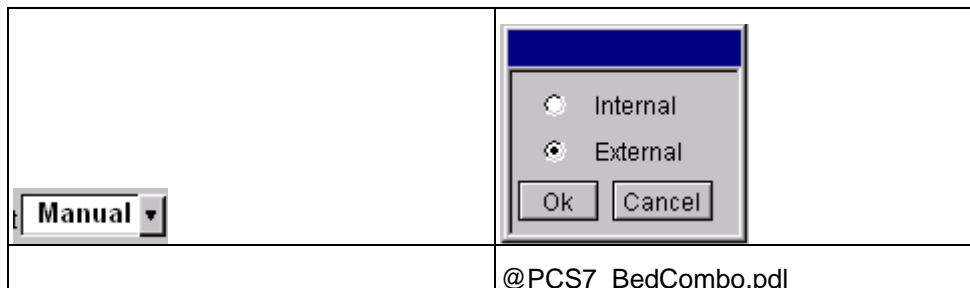 t Manual
Internal
External
Ok Cancel
@PCS7_BedCombo.pdl